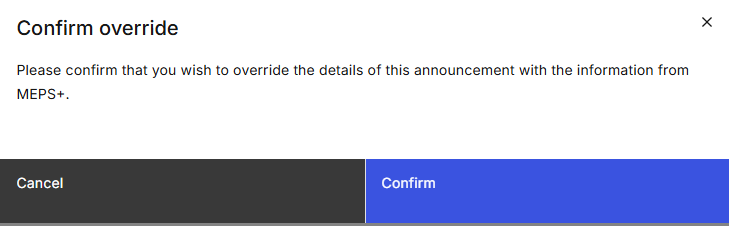 Confirm override
Please confirm that you wish to override the details of this announcement with the information from
MEPS+.
Cancel
Confirm